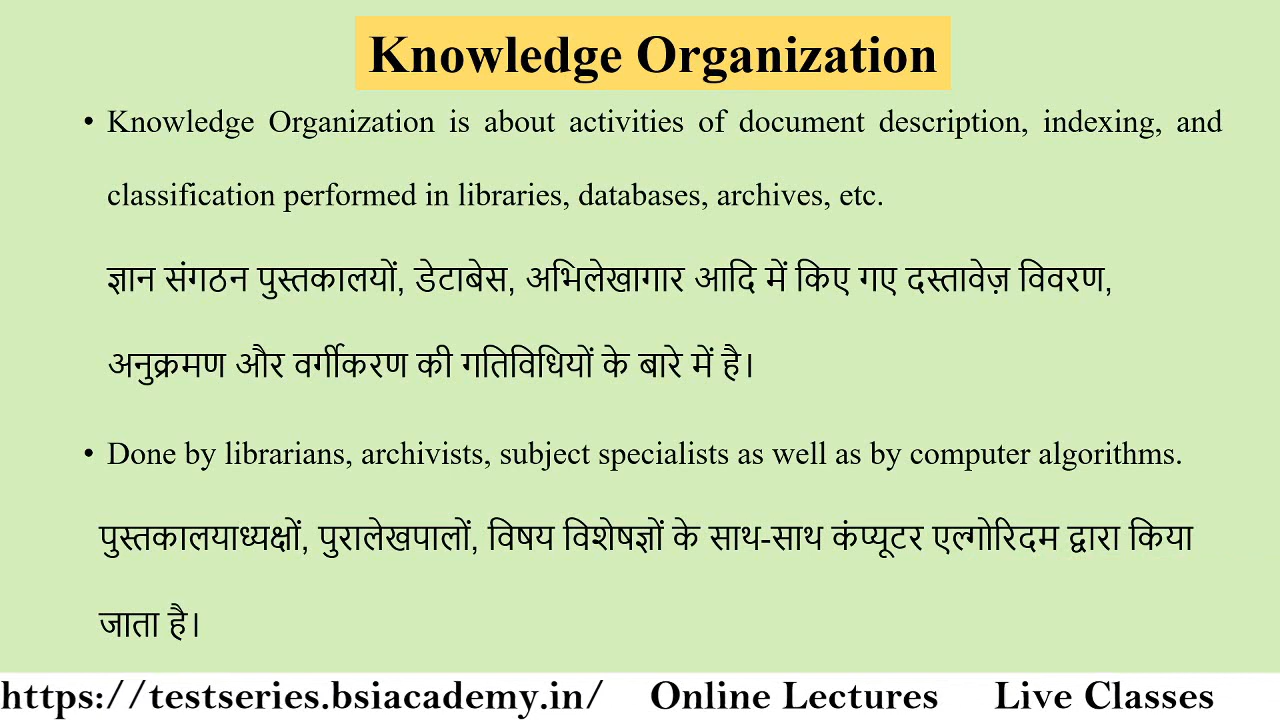 Knowledge Organization
• Knowledge Organization is about activities of document description, indexing, and
classification performed in libraries, databases, archives, etc.
ज्ञान संगठन पुस्तकालयों, डेटाबेस, अभिलेखागार आदि में किए गए दस्तावेज़ विवरण,
अनुक्रमण और वर्गीकरण की गतिविधियों के बारे में है।
• Done by librarians, archivists, subject specialists as well as by computer algorithms.
पुस्तकालयाध्यक्षों, पुरालेखपालों, विषय विशेषज्ञों के साथ-साथ कंप्यूटर एल्गोरिदम द्वारा किया
जाता है।
https://testseries.bsiacademy.in/ Online Lectures Live Classes